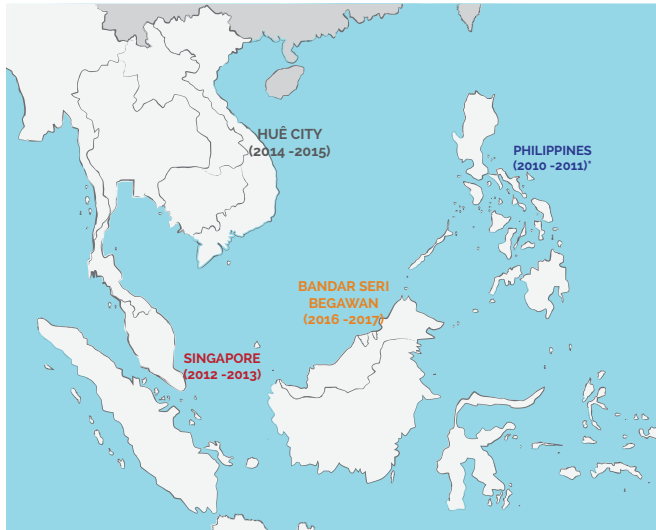 HUÊ CITY
(2014 -2015)
PHILIPPINES
(2010 -2011)*
BANDAR SERI
BEGAWAN
(2016 -2017)
SINGAPORE
(2012 -2013)